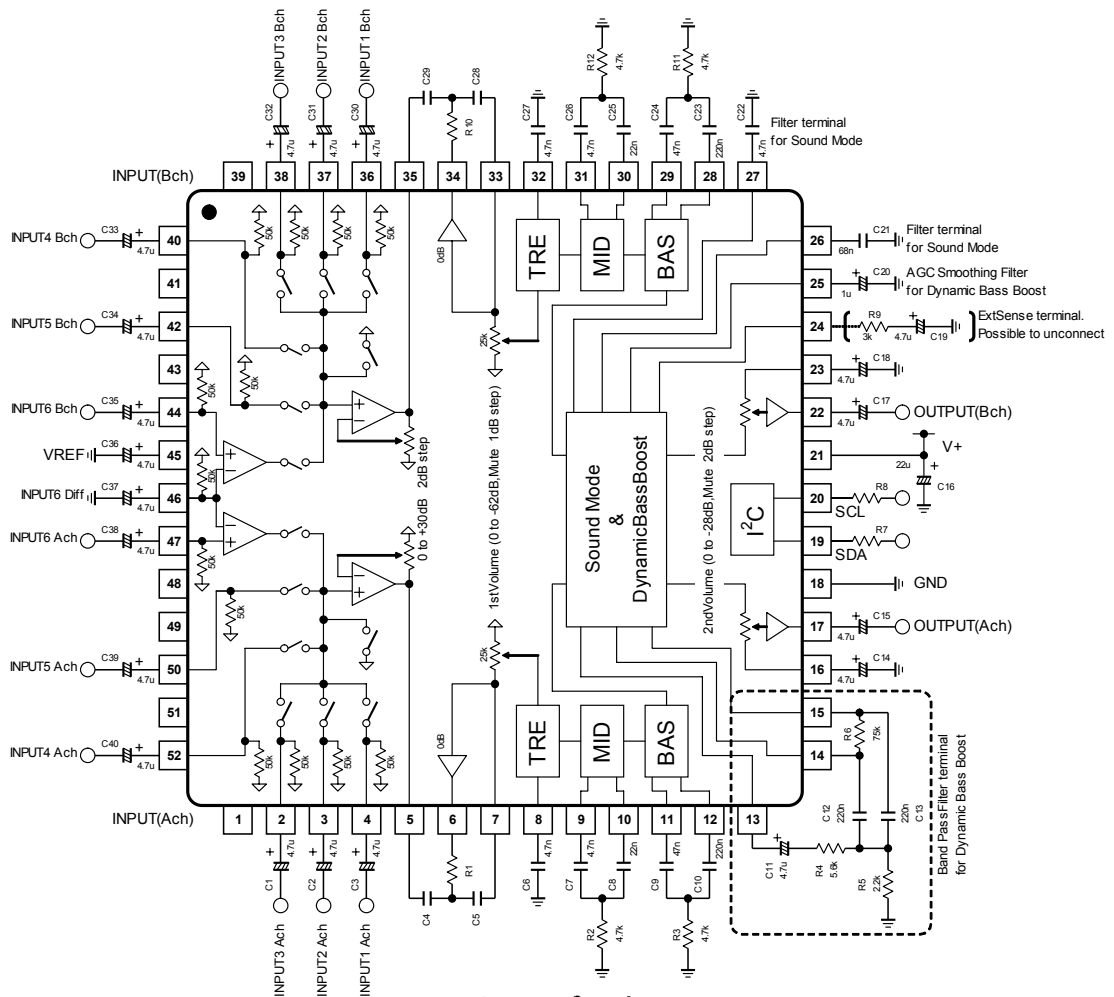 INPUT3 Bch
INPUT2 Bch
INPUT1 Bch
C32
4.7u
+
C31
4.7u
+
C30
4.7u
+
C29
C28
R10
C27
4.7n
R12
4.7k
C26
4.7n
C25
22n
R11
4.7k
C24
47n
C23
220n
C22
4.7n
Filter terminal
for Sound Mode
INPUT(Bch)
39
38
37
36
35
34
33
32
31
30
29
28
27
INPUT4 Bch
C33
+
4.7u
40
41
INPUT5 Bch
C34
+
4.7u
42
43
INPUT6 Bch
C35
+
4.7u
44
VREF
C36
+
4.7u
45
INPUT6 Diff
C37
+
4.7u
46
INPUT6 Ach
C38
+
4.7u
47
48
49
INPUT5 Ach
C39
+
4.7u
50
51
INPUT4 Ach
C40
+
4.7u
52
50k
50k
50k
50k
50k
50k
50k
50k
50k
50k
50k
50k
50k
50k
+
−
+
−
−
+
−
+
0dB
0dB
25k
25k
0 to +30dB 2dB step
1stVolume (0 to -62dB,Mute 1dB step)
2ndVolume (0 to -28dB,Mute 2dB step)
TRE
MID
BAS
Sound Mode
&
DynamicBassBoost
I2C
TRE
MID
BAS
26
C21
68n
Filter terminal
for Sound Mode
25
+
C20
1u
AGC Smoothing Filter
for Dynamic Bass Boost
24
R9
3k
+
4.7u
C19
ExtSense terminal.
Possible to unconnect
23
+
C18
4.7u
22
+
C17
4.7u
OUTPUT(Bch)
21
V+
22u
+
C16
20
R8
SCL
19
R7
SDA
18
GND
17
+
C15
4.7u
OUTPUT(Ach)
16
+
C14
4.7u
15
14
R6
75k
C12
220n
C13
220n
C11
+
4.7u
R4
5.6k
R5
2.2k
Band PassFilter terminal
for Dynamic Bass Boost
INPUT(Ach)
1
2
3
4
5
6
7
8
9
10
11
12
13
C1
+
4.7u
C2
+
4.7u
C3
+
4.7u
C4
R1
C5
C6
4.7n
C7
4.7n
C8
22n
R2
4.7k
C9
47n
C10
220n
R3
4.7k
INPUT3 Ach
INPUT2 Ach
INPUT1 Ach